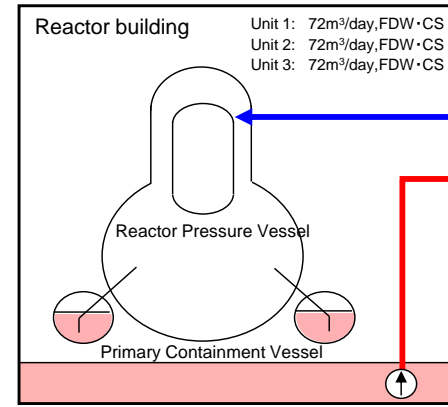 Reactor building
Unit 1: 72m³/day,FDW・CS
Unit 2: 72m³/day,FDW・CS
Unit 3: 72m³/day,FDW・CS
Reactor Pressure Vessel
Primary Containment Vessel